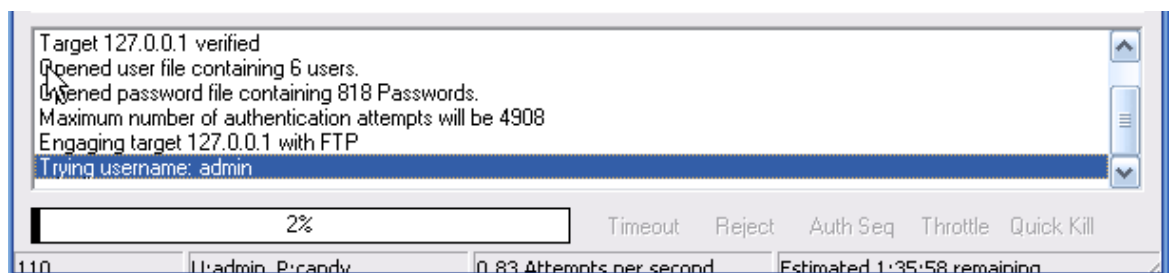 Target 127.0.0.1 verified
Opened user file containing 6 users.
Opened password file containing 818 Passwords.
Maximum number of authentication attempts will be 4908
Engaging target 127.0.0.1 with FTP
Trying username: admin
2%
Timeout Reject Auth Seq Throttle Quick Kill
110 U:admin P:candy 0.83 Attempts per second Estimated 1:35:58 remaining